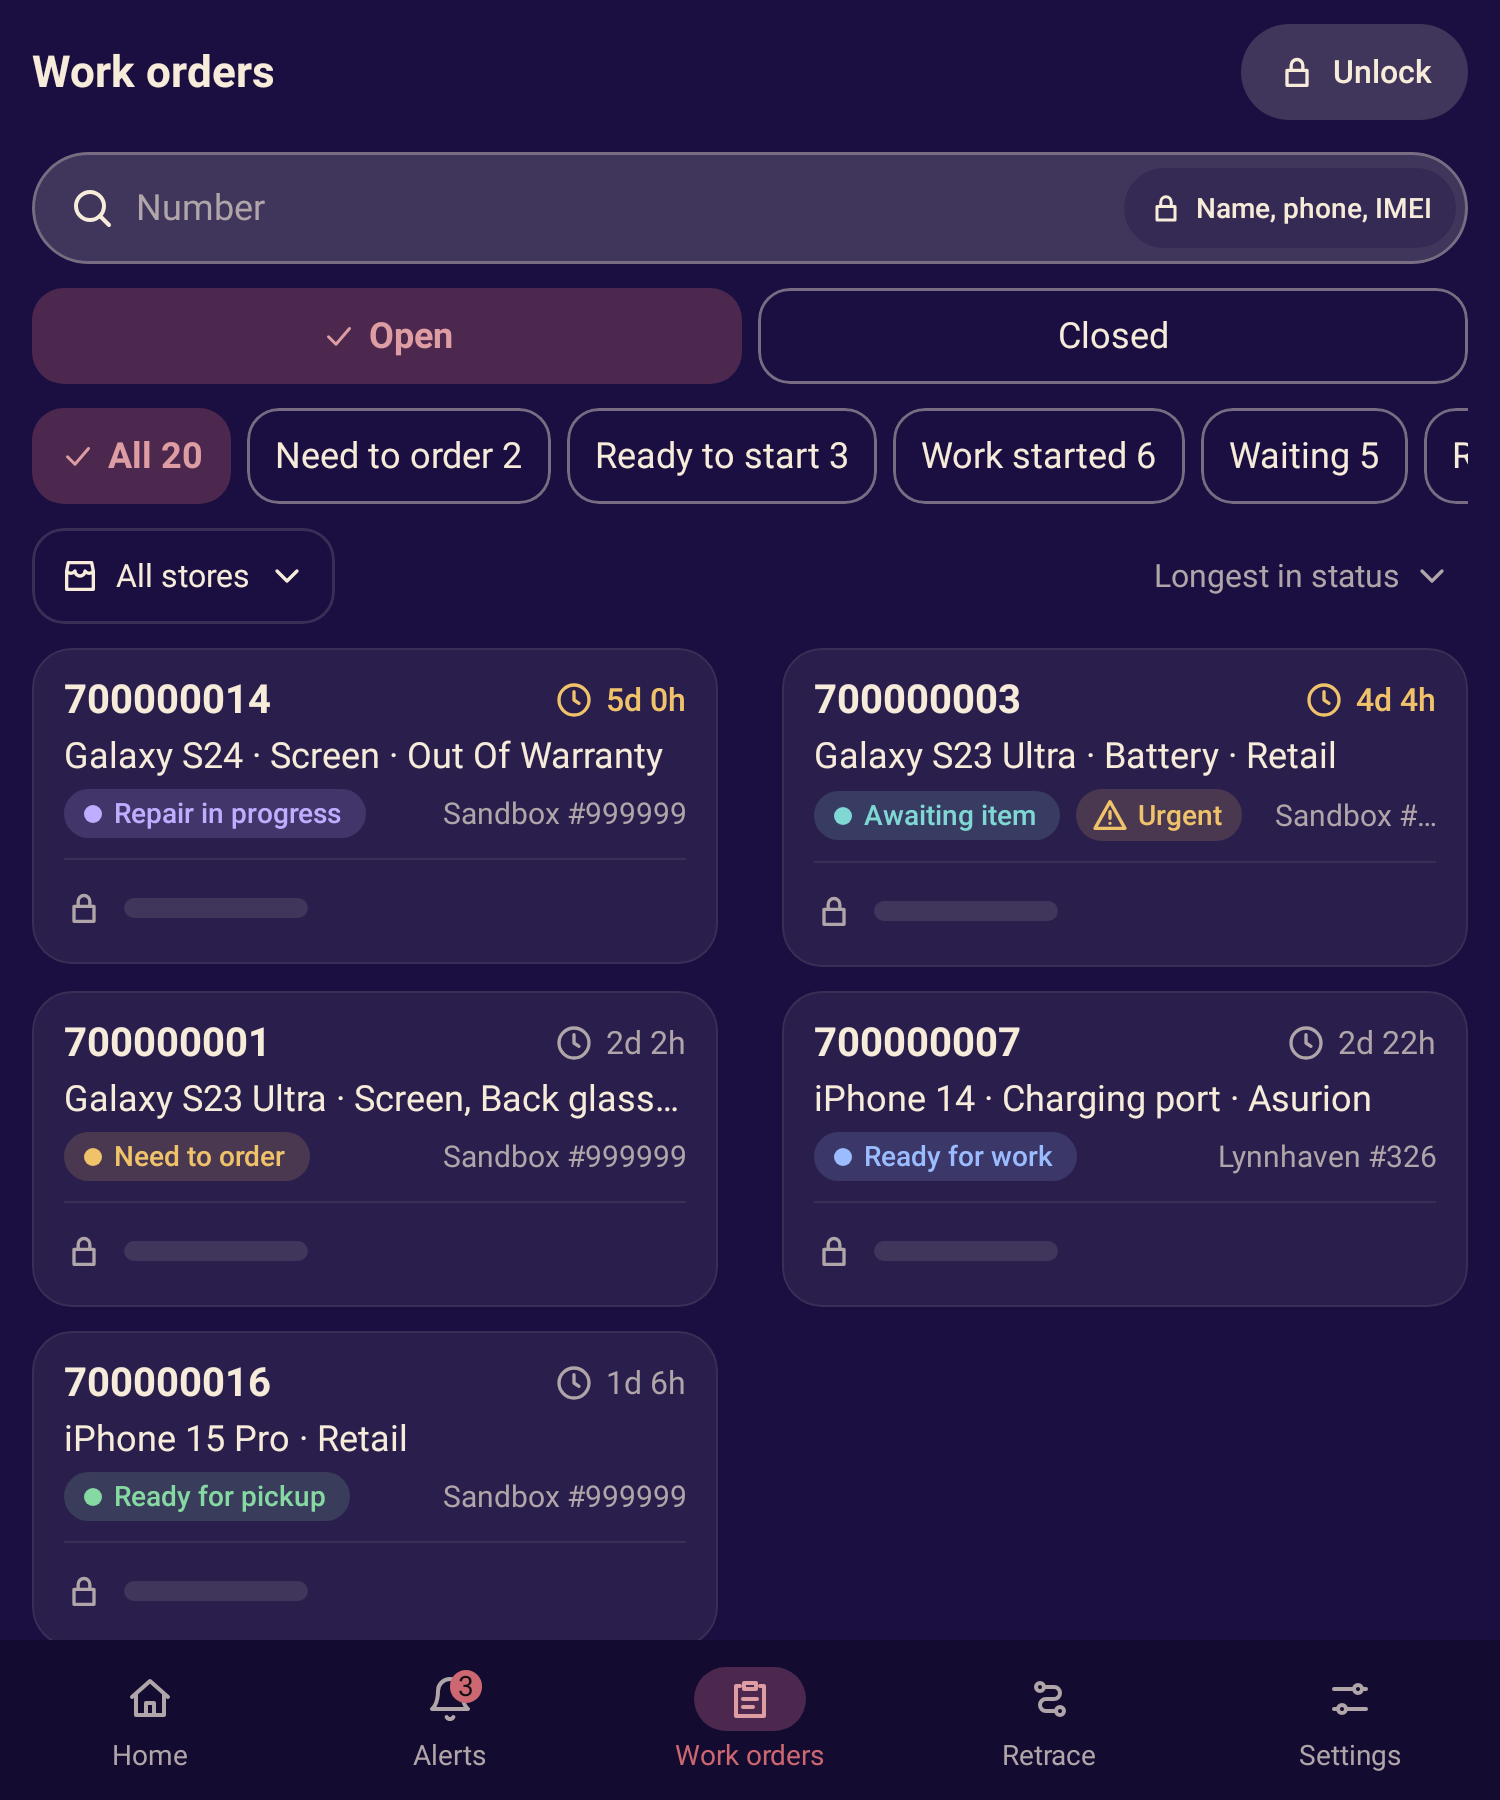 Work orders
Unlock
Number
Name, phone, IMEI
Open
Closed
All 20
Need to order 2
Ready to start 3
Work started 6
Waiting 5
All stores
Longest in status
700000014
5d 0h
Galaxy S24 · Screen · Out Of Warranty
Repair in progress
Sandbox #999999
700000003
4d 4h
Galaxy S23 Ultra · Battery · Retail
Awaiting item
Urgent
Sandbox #…
700000001
2d 2h
Galaxy S23 Ultra · Screen, Back glass…
Need to order
Sandbox #999999
700000007
2d 22h
iPhone 14 · Charging port · Asurion
Ready for work
Lynnhaven #326
700000016
1d 6h
iPhone 15 Pro · Retail
Ready for pickup
Sandbox #999999
3
Home
Alerts
Work orders
Retrace
Settings